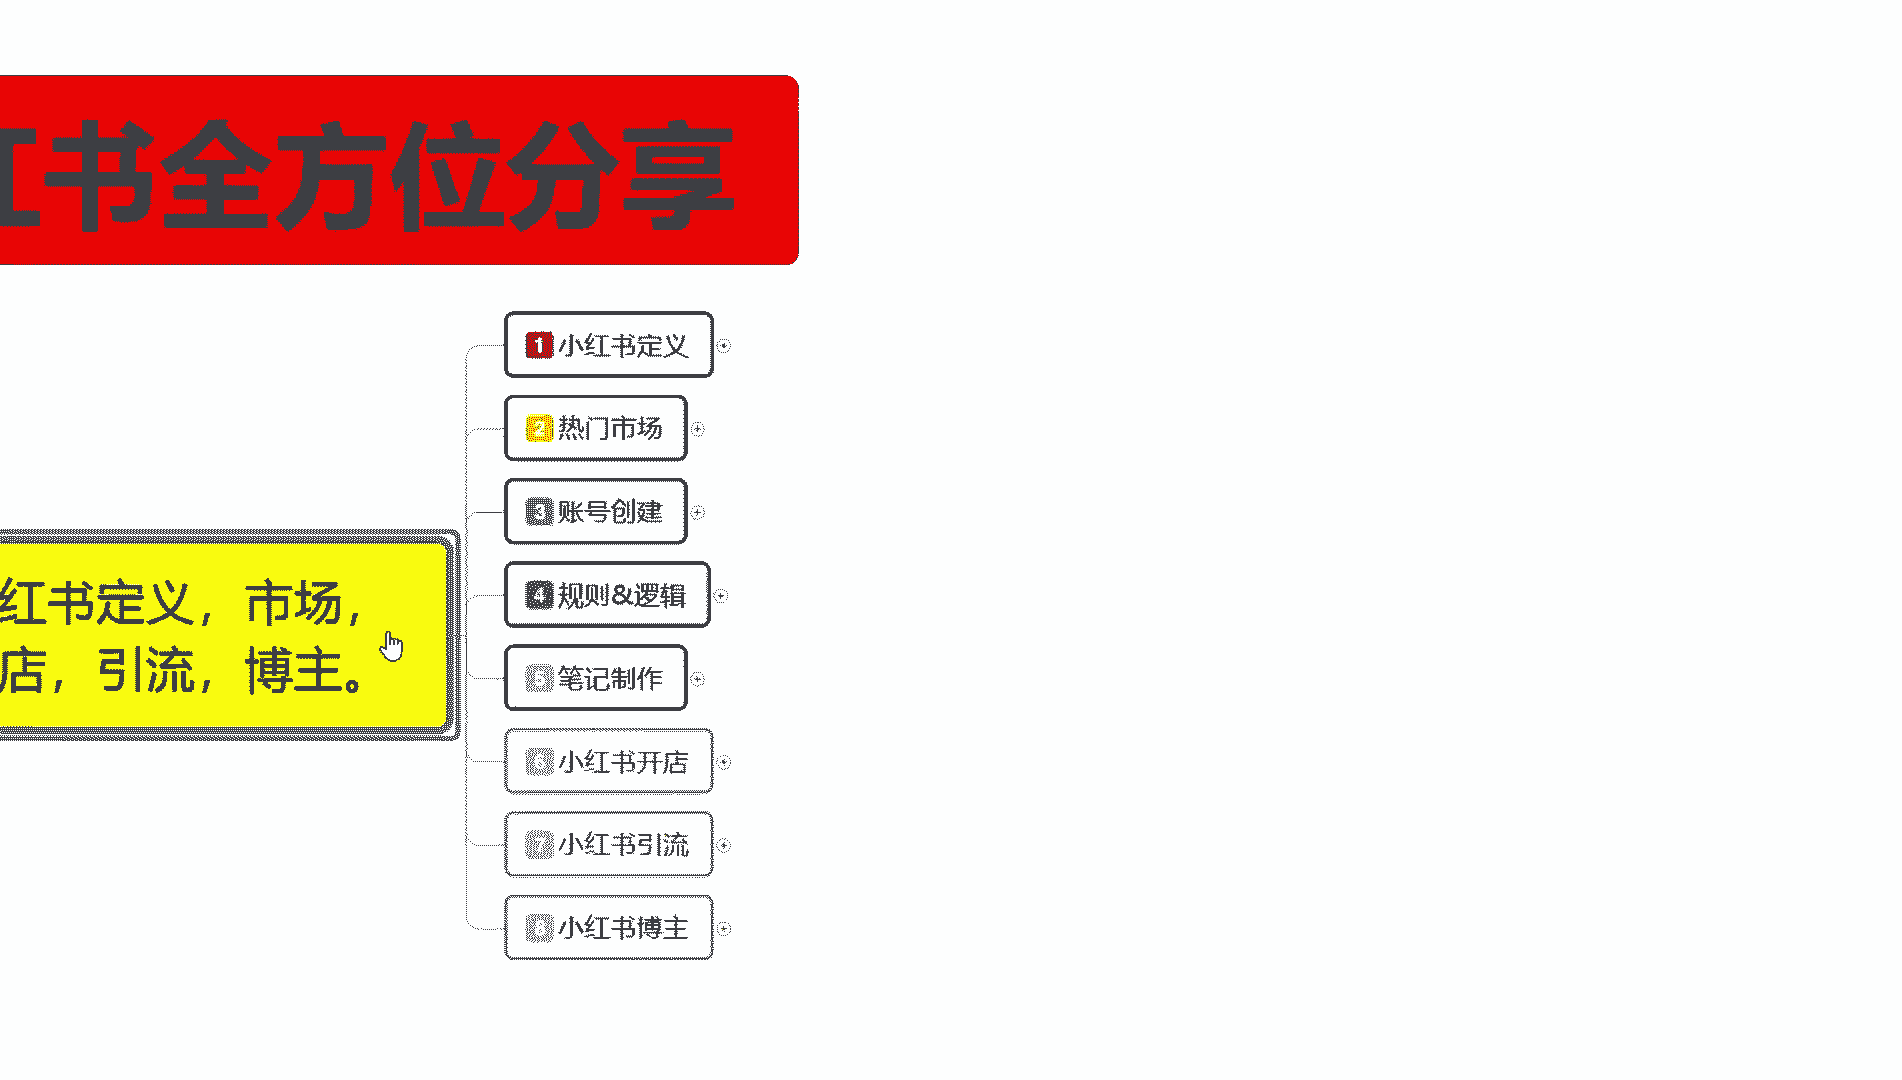 红书全方位分享
1 小红书定义
2 热门市场
3 账号创建
4 规则&逻辑
5 笔记制作
6 小红书开店
7 小红书引流
8 小红书博主
红书定义，市场，
店，引流，博主。